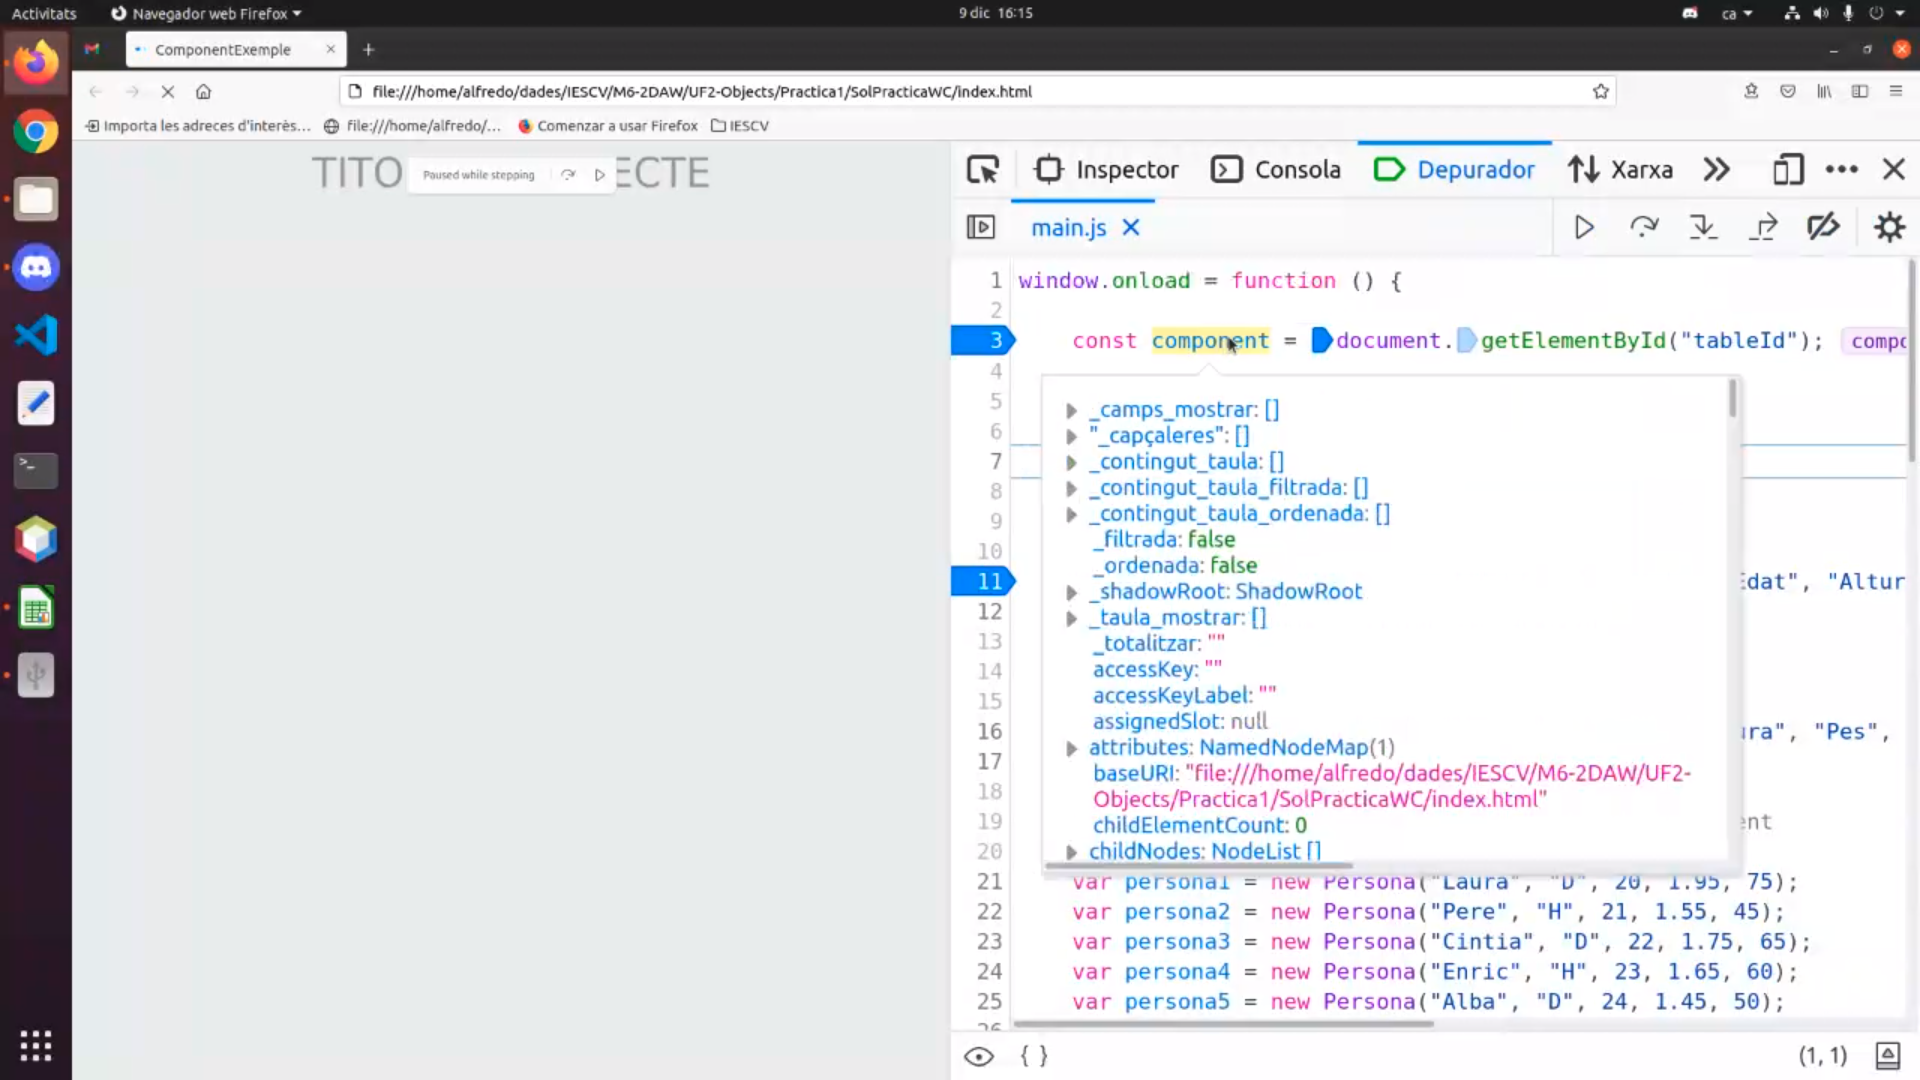 Activitats
Navegador web Firefox
9 dic 16:15
ca
ComponentExemple
file:///home/alfredo/dades/IESCV/M6-2DAW/UF2-Objects/Practica1/SolPracticaWC/index.html
Importa les adreces d'interès...
file:///home/alfredo/...
Comenzar a usar Firefox
IESCV
TITO
Paused while stepping
ECTE
Inspector
Consola
Depurador
Xarxa
main.js
1 window.onload = function () {
2
3 const component = document.getElementById("tableId"); compo
4
5
6
7
8
9
10
11 Edat", "Altur
12
13
14
15
16 ura", "Pes",
17
18
19 ent
20
_camps_mostrar: []
"_capçaleres": []
_contingut_taula: []
_contingut_taula_filtrada: []
_contingut_taula_ordenada: []
_filtrada: false
_ordenada: false
_shadowRoot: ShadowRoot
_taula_mostrar: []
_totalitzar: ""
accessKey: ""
accessKeyLabel: ""
assignedSlot: null
attributes: NamedNodeMap(1)
baseURI: "file:///home/alfredo/dades/IESCV/M6-2DAW/UF2-
Objects/Practica1/SolPracticaWC/index.html"
childElementCount: 0
childNodes: NodeList []
21 var persona1 = new Persona("Laura", "D", 20, 1.95, 75);
22 var persona2 = new Persona("Pere", "H", 21, 1.55, 45);
23 var persona3 = new Persona("Cintia", "D", 22, 1.75, 65);
24 var persona4 = new Persona("Enric", "H", 23, 1.65, 60);
25 var persona5 = new Persona("Alba", "D", 24, 1.45, 50);
{ }
(1, 1)